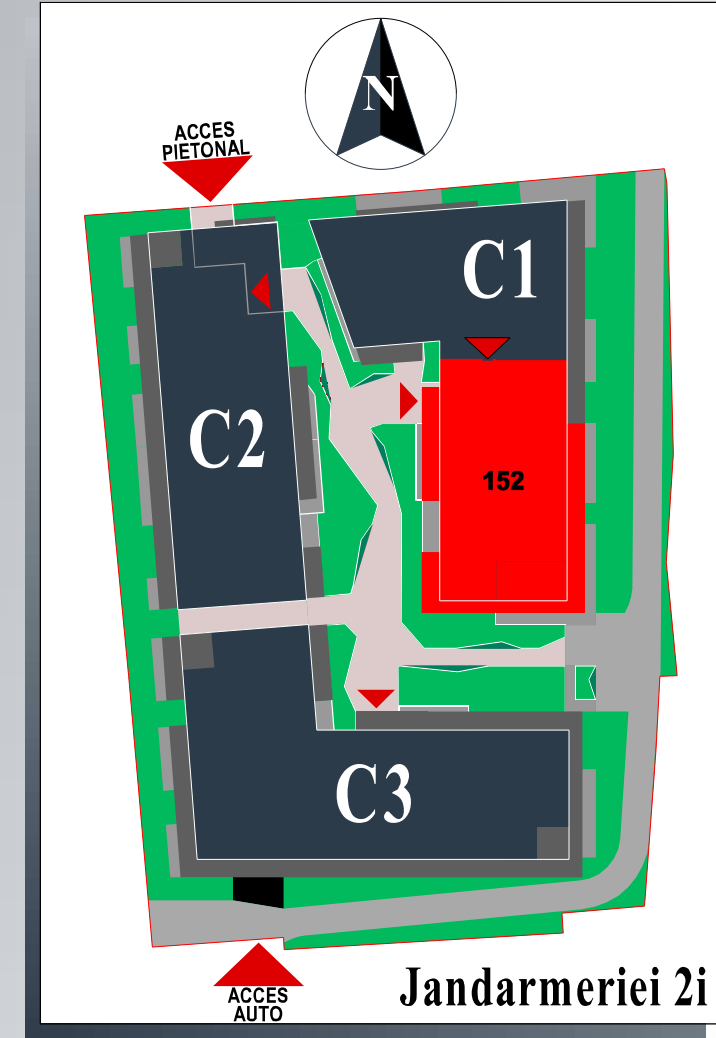 N
ACCES
PIETONAL
C1
C2
152
C3
Jandarmeriei 2i
ACCES
AUTO